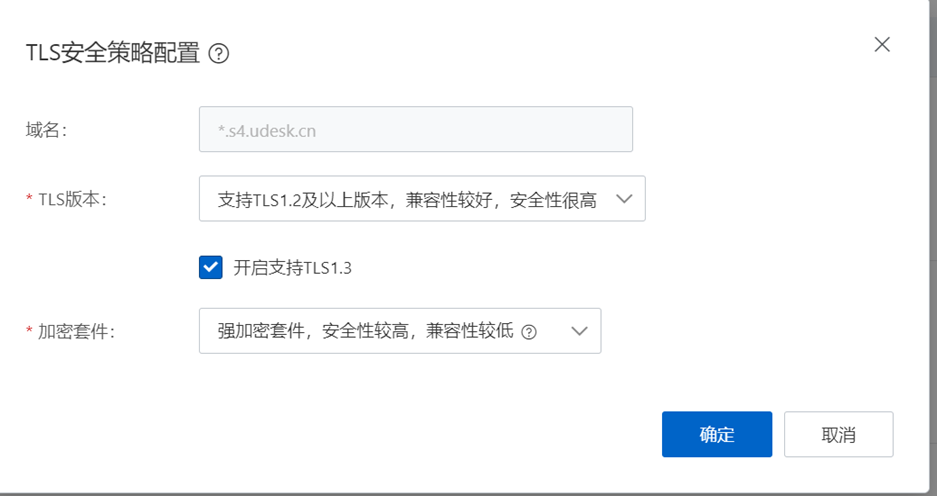 TLS安全策略配置 ?
域名:
*.s4.udesk.cn
* TLS版本:
支持TLS1.2及以上版本，兼容性较好，安全性很高
开启支持TLS1.3
* 加密套件:
强加密套件，安全性较高，兼容性较低 ?
确定
取消